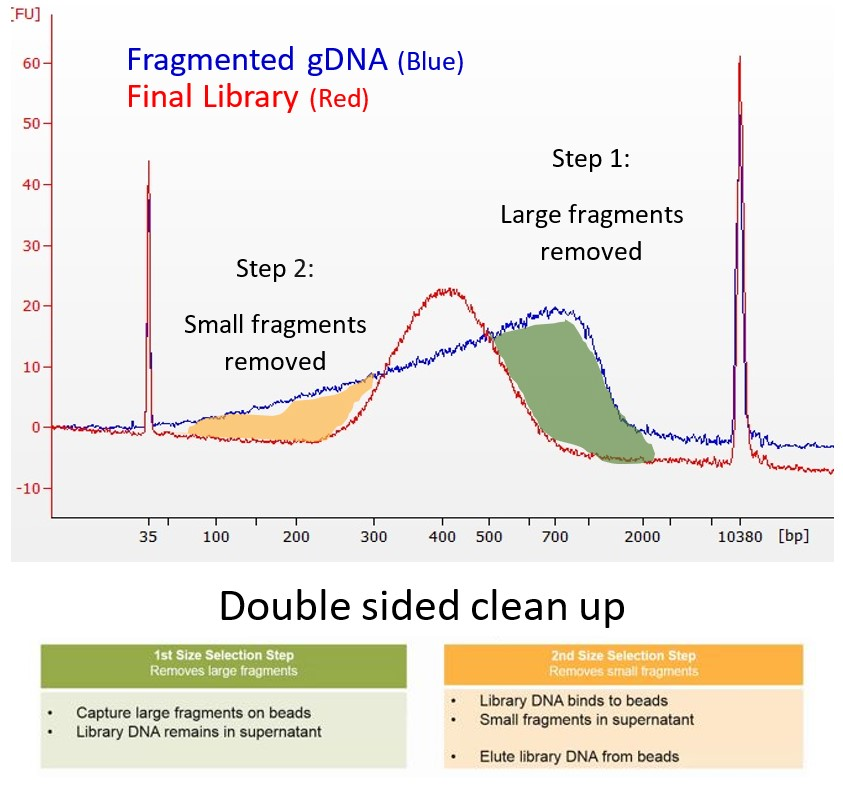 [FU]
Fragmented gDNA (Blue)
Final Library (Red)
60
50
40
30
20
10
0
-10
Step 1:
Large fragments
removed
Step 2:
Small fragments
removed
35 100 200 300 400 500 700 2000 10380 [bp]
Double sided clean up
1st Size Selection Step
Removes large fragments
• Capture large fragments on beads
• Library DNA remains in supernatant
2nd Size Selection Step
Removes small fragments
• Library DNA binds to beads
• Small fragments in supernatant
• Elute library DNA from beads